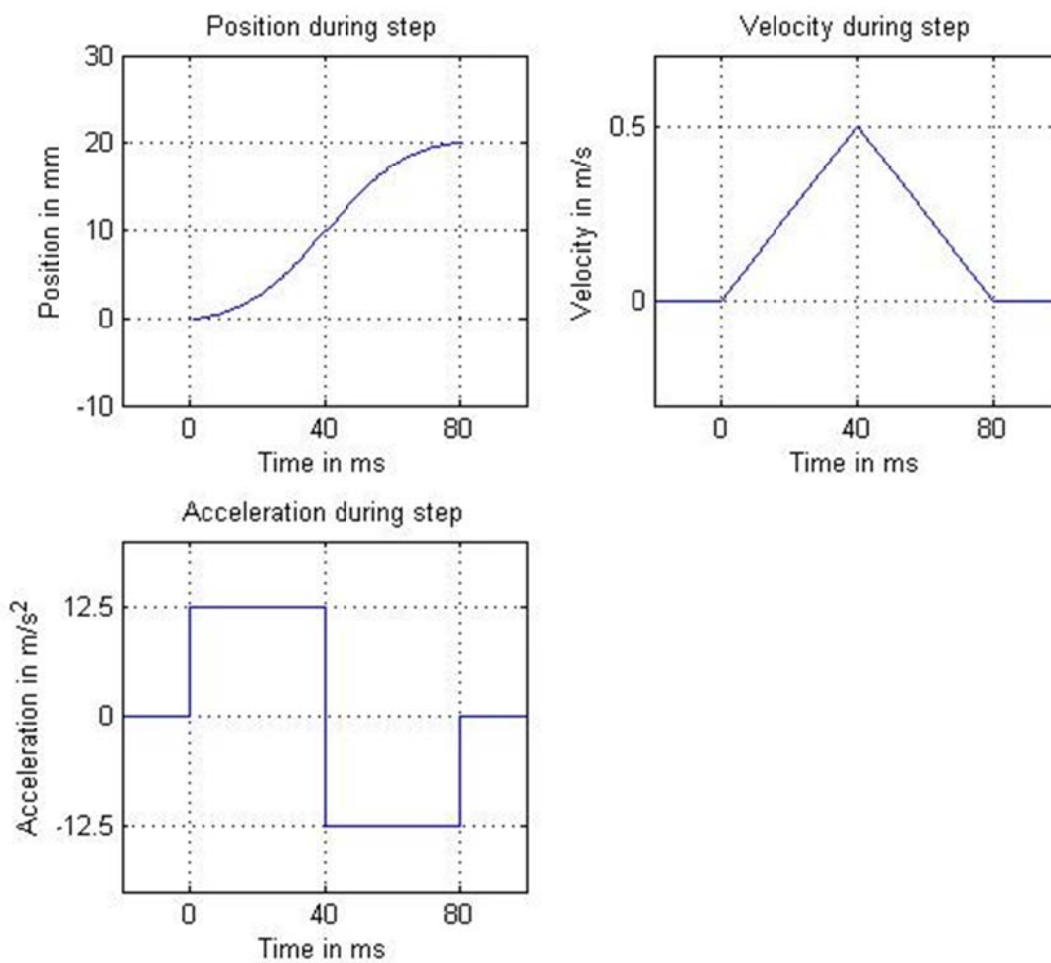 Position during step
30
20
10
0
-10
Position in mm
0 40 80
Time in ms
Velocity during step
0.5
0
Velocity in m/s
0 40 80
Time in ms
Acceleration during step
12.5
0
-12.5
Acceleration in m/s²
0 40 80
Time in ms